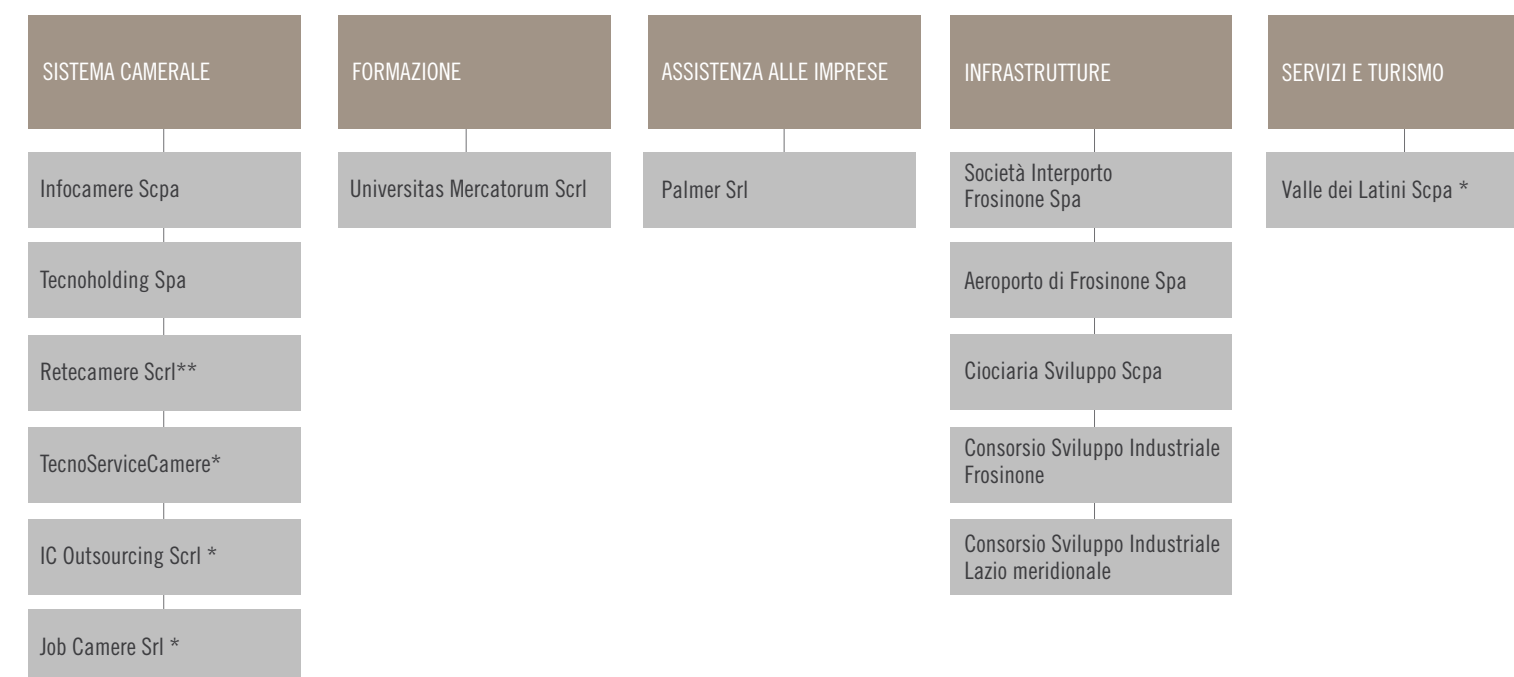 SISTEMA CAMERALE
Infocamere Scpa
Tecnoholding Spa
Retecamere Scrl**
TecnoServiceCamere*
IC Outsourcing Scrl *
Job Camere Srl *
FORMAZIONE
Universitas Mercatorum Scrl
ASSISTENZA ALLE IMPRESE
Palmer Srl
INFRASTRUTTURE
Società Interporto
Frosinone Spa
Aeroporto di Frosinone Spa
Ciociaria Sviluppo Scpa
Consorsio Sviluppo Industriale
Frosinone
Consorsio Sviluppo Industriale
Lazio meridionale
SERVIZI E TURISMO
Valle dei Latini Scpa *